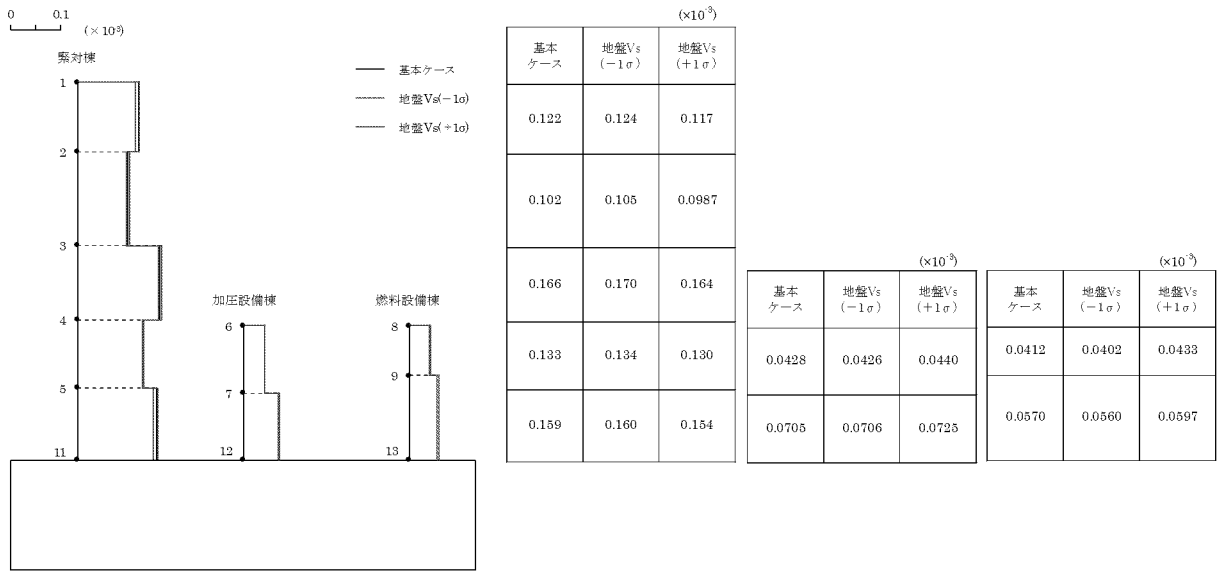 0 0.1
(×10⁻³)
緊対棟
1
2
3
4
5
11
基本ケース
地盤Vs(-1σ)
地盤Vs(+1σ)
加圧設備棟
6
7
12
燃料設備棟
8
9
13
(×10⁻³)
基本 地盤Vs 地盤Vs
ケース (-1σ) (+1σ)
0.122 0.124 0.117
0.102 0.105 0.0987
0.166 0.170 0.164
0.133 0.134 0.130
0.159 0.160 0.154
(×10⁻³)
基本 地盤Vs 地盤Vs
ケース (-1σ) (+1σ)
0.0428 0.0426 0.0440
0.0705 0.0706 0.0725
(×10⁻³)
基本 地盤Vs 地盤Vs
ケース (-1σ) (+1σ)
0.0412 0.0402 0.0433
0.0570 0.0560 0.0597